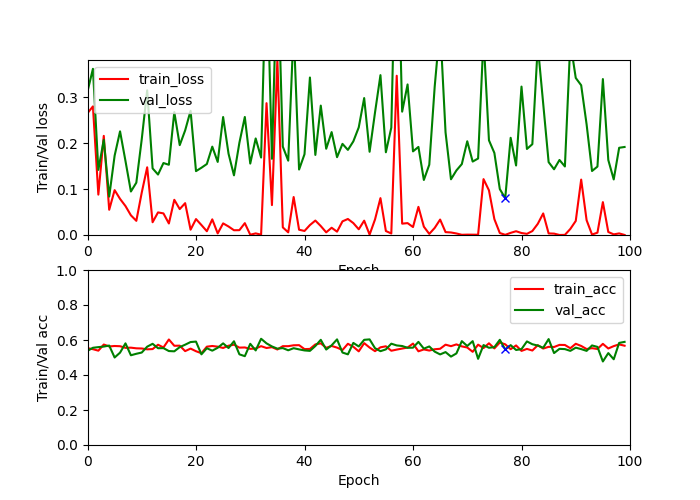 train_loss
val_loss
0.3
0.2
0.1
0.0
Train/Val loss
0 20 40 60 80 100
Epoch
train_acc
val_acc
1.0
0.8
0.6
0.4
0.2
0.0
Train/Val acc
0 20 40 60 80 100
Epoch